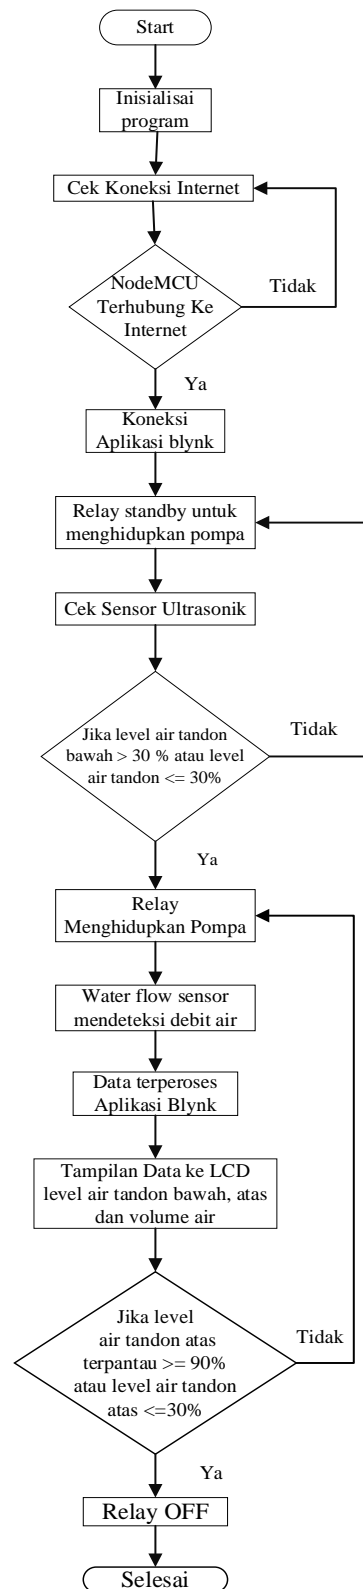 Start
Inisialisai
program
Cek Koneksi Internet
NodeMCU
Terhubung Ke
Internet
Tidak
Ya
Koneksi
Aplikasi blynk
Relay standby untuk
menghidupkan pompa
Cek Sensor Ultrasonik
Jika level air tandon
bawah > 30 % atau level
air tandon <= 30%
Tidak
Ya
Relay
Menghidupkan Pompa
Water flow sensor
mendeteksi debit air
Data terperoses
Aplikasi Blynk
Tampilan Data ke LCD
level air tandon bawah, atas
dan volume air
Jika level
air tandon atas
terpantau >= 90%
atau level air tandon
atas <=30%
Tidak
Ya
Relay OFF
Selesai